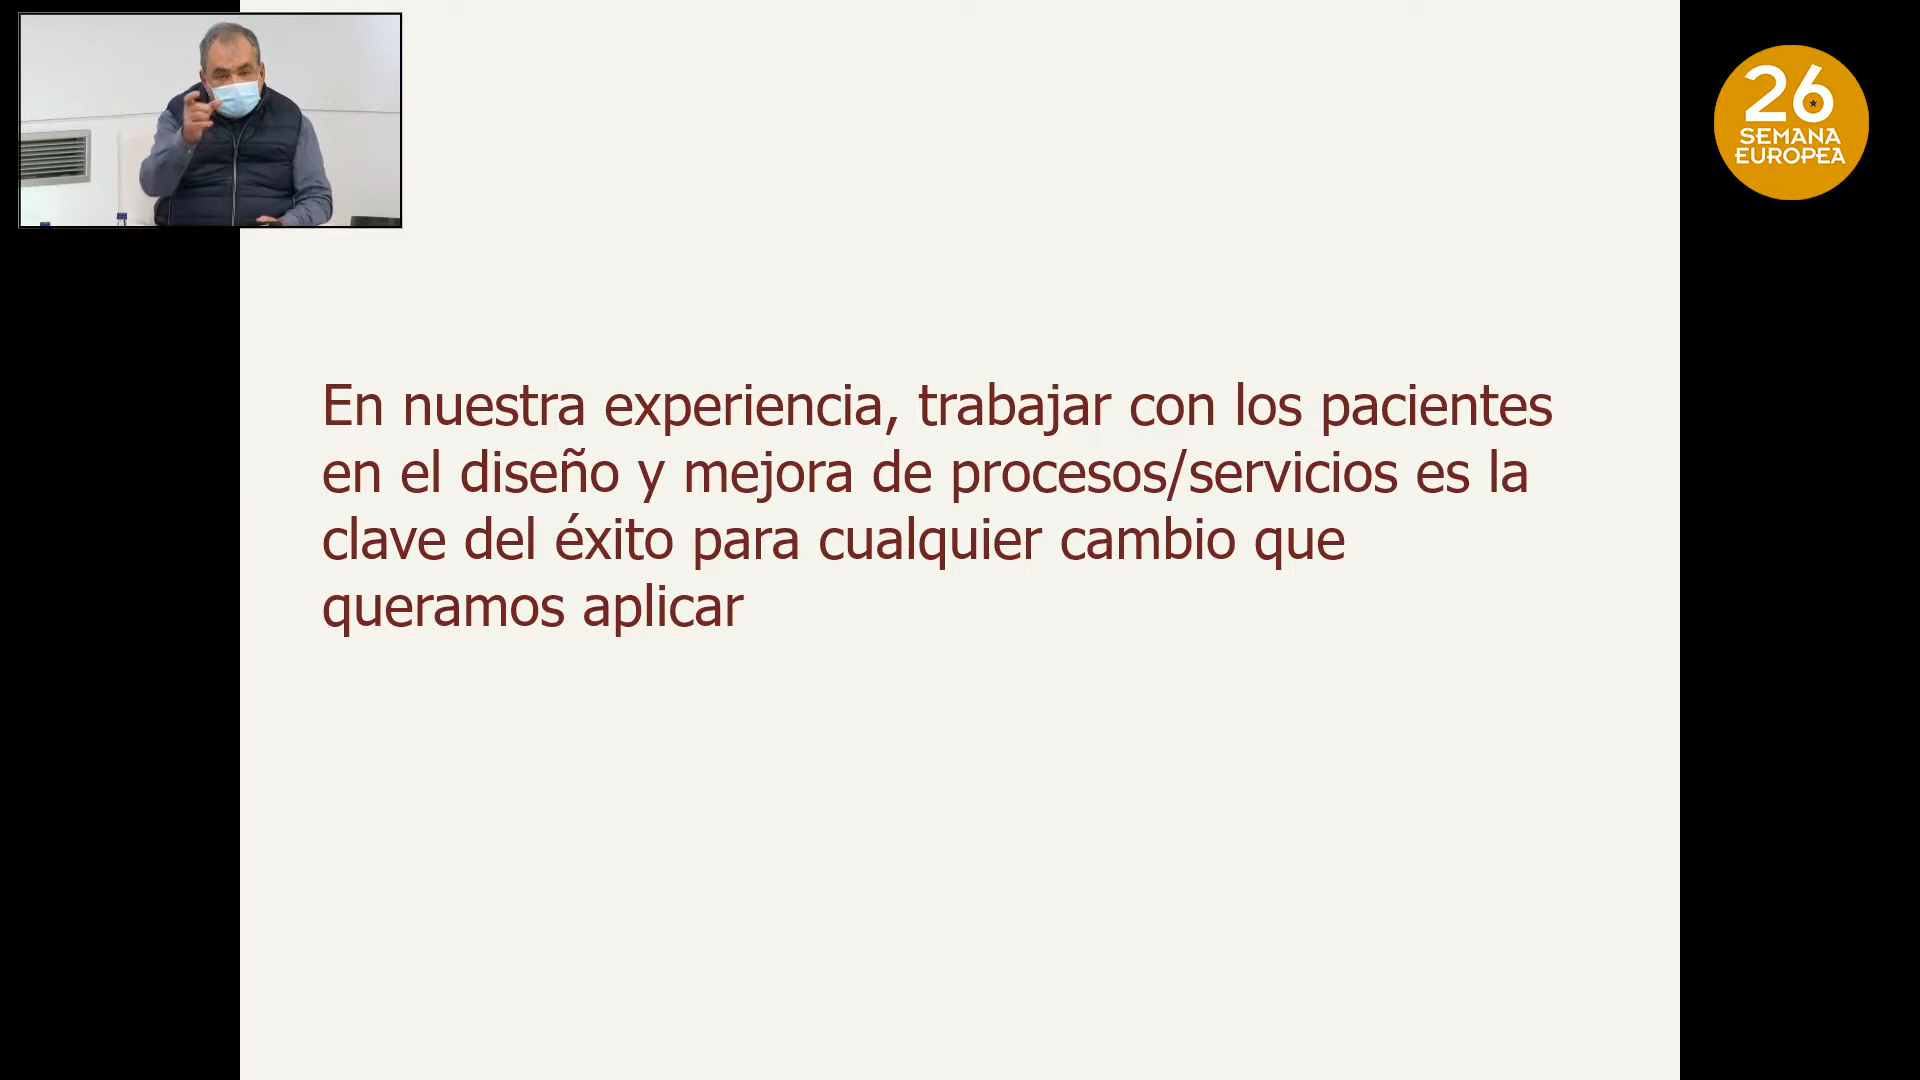 26
SEMANA
EUROPEA
En nuestra experiencia, trabajar con los pacientes
en el diseño y mejora de procesos/servicios es la
clave del éxito para cualquier cambio que
queramos aplicar